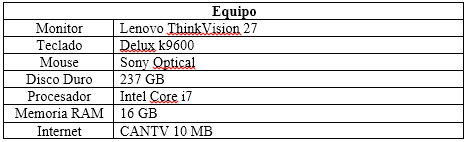 Equipo
Monitor Lenovo ThinkVision 27
Teclado Delux k9600
Mouse Sony Optical
Disco Duro 237 GB
Procesador Intel Core i7
Memoria RAM 16 GB
Internet CANTV 10 MB